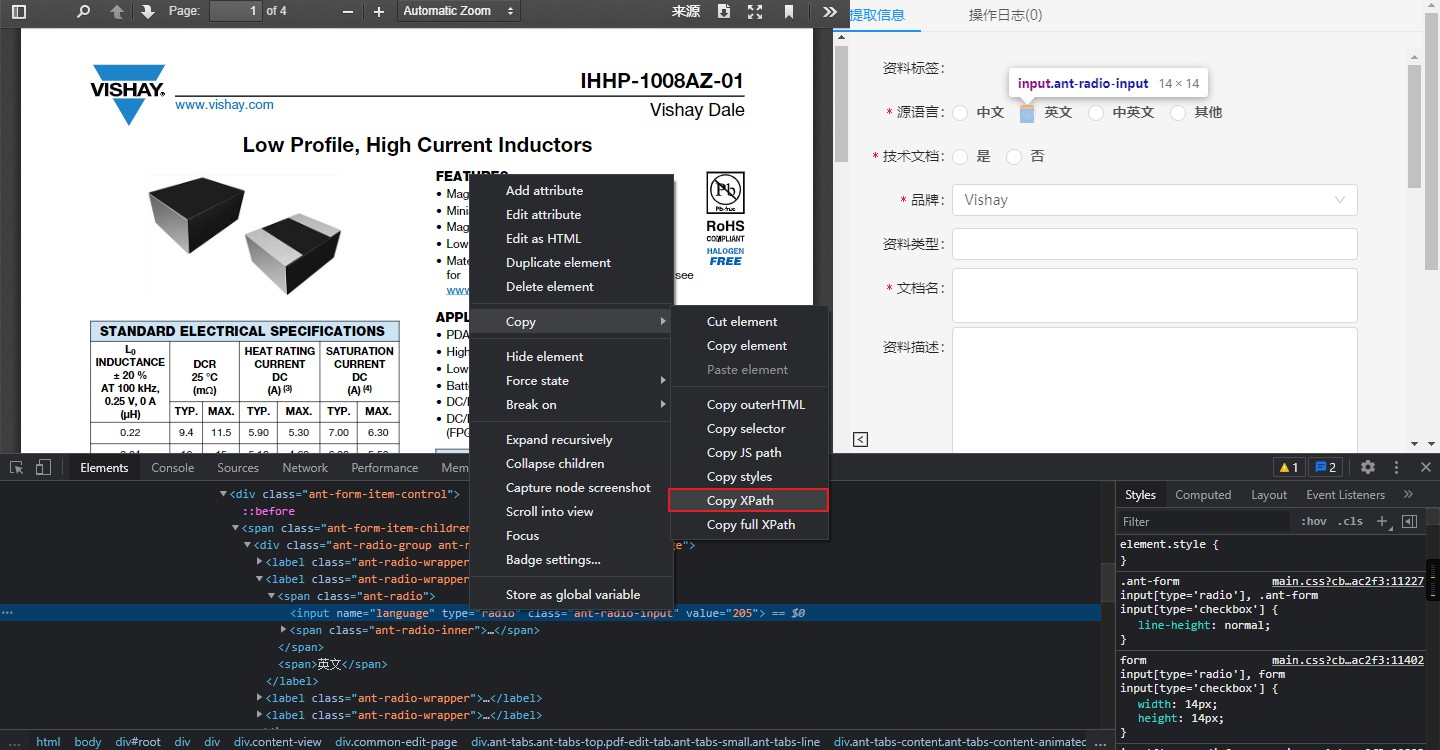 Page: 1 of 4
Automatic Zoom
来源
提取信息
操作日志(0)
VISHAY.
www.vishay.com
IHHP-1008AZ-01
Vishay Dale
Low Profile, High Current Inductors
FEATURES
• Mag
• Mini
• Mag
• Low
• Mate
for
see
www
Pb
Pb-free
RoHS
COMPLIANT
HALOGEN
FREE
APPL
• PDA
• High
• Low
• Batt
• DC/
• DC/
(FPG
STANDARD ELECTRICAL SPECIFICATIONS
L0
INDUCTANCE
± 20 %
AT 100 kHz,
0.25 V, 0 A
(μH)
DCR
25 °C
(mΩ)
HEAT RATING
CURRENT
DC
(A) (3)
SATURATION
CURRENT
DC
(A) (4)
TYP. MAX. TYP. MAX. TYP. MAX.
0.22 9.4 11.5 5.90 5.30 7.00 6.30
Add attribute
Edit attribute
Edit as HTML
Duplicate element
Delete element
Copy
Hide element
Force state
Break on
Expand recursively
Collapse children
Capture node screenshot
Scroll into view
Focus
Badge settings...
Store as global variable
Cut element
Copy element
Paste element
Copy outerHTML
Copy selector
Copy JS path
Copy styles
Copy XPath
Copy full XPath
资料标签:
input.ant-radio-input 14 × 14
* 源语言: 中文 英文 中英文 其他
* 技术文档: 是 否
* 品牌: Vishay
资料类型:
* 文档名:
资料描述:
Elements Console Sources Network Performance Mem
1 2
<div class="ant-form-item-control">
::before
<span class="ant-form-item-children
<div class="ant-radio-group ant-r ge">
<label class="ant-radio-wrapper
<label class="ant-radio-wrapper
<span class="ant-radio">
<input name="language" type="radio" class="ant-radio-input" value="205"> == $0
<span class="ant-radio-inner">…</span>
</span>
<span>英文</span>
</label>
<label class="ant-radio-wrapper">…</label>
<label class="ant-radio-wrapper">…</label>
... html body div#root div div div.content-view div.common-edit-page div.ant-tabs.ant-tabs-top.pdf-edit-tab.ant-tabs-small.ant-tabs-line div.ant-tabs-content.ant-tabs-content-animated ...
Styles Computed Layout Event Listeners »
Filter :hov .cls +
element.style {
}
.ant-form main.css?cb…ac2f3:11227
input[type='radio'], .ant-form
input[type='checkbox'] {
line-height: normal;
}
form main.css?cb…ac2f3:11402
input[type='radio'], form
input[type='checkbox'] {
width: 14px;
height: 14px;
}